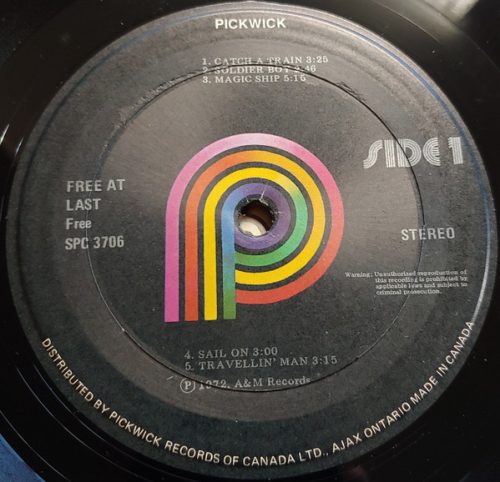 PICKWICK
1. CATCH A TRAIN 3:25
2. SOLDIER BOY 2:46
3. MAGIC SHIP 5:15
SIDE 1
FREE AT
LAST
Free
SPC 3706
STEREO
Warning: Unauthorized reproduction of
this recording is prohibited by
applicable laws and subject to
criminal prosecution.
4. SAIL ON 3:00
5. TRAVELLIN' MAN 3:15
Ⓟ 1972, A&M Records
DISTRIBUTED BY PICKWICK RECORDS OF CANADA LTD., AJAX ONTARIO MADE IN CANADA